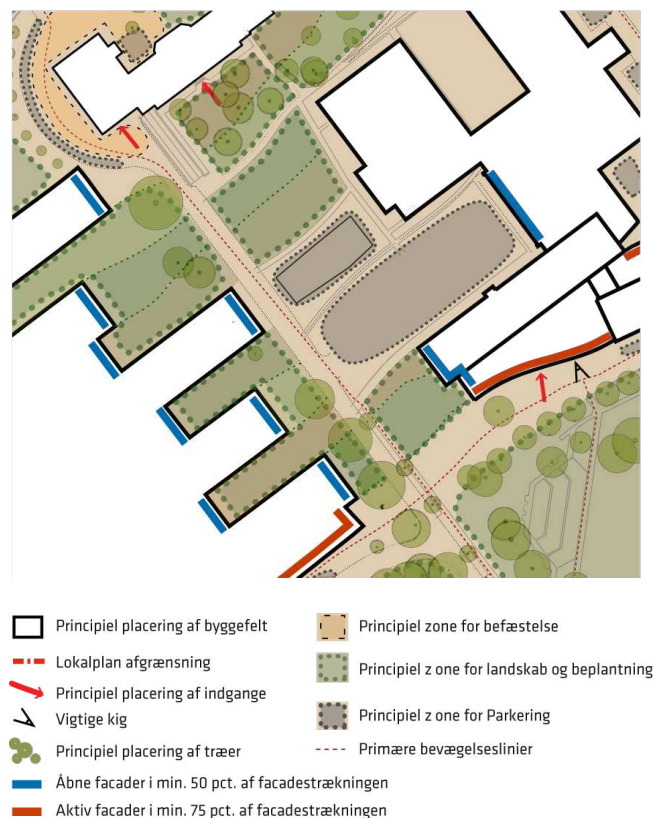 Principiel placering af byggefelt
Lokalplan afgrænsning
Principiel placering af indgange
Vigtige kig
Principiel placering af træer
Åbne facader i min. 50 pct. af facadestrækningen
Aktiv facader i min. 75 pct. af facadestrækningen
Principiel zone for befæstelse
Principiel z one for landskab og beplantning
Principiel z one for Parkering
Primære bevægelseslinier